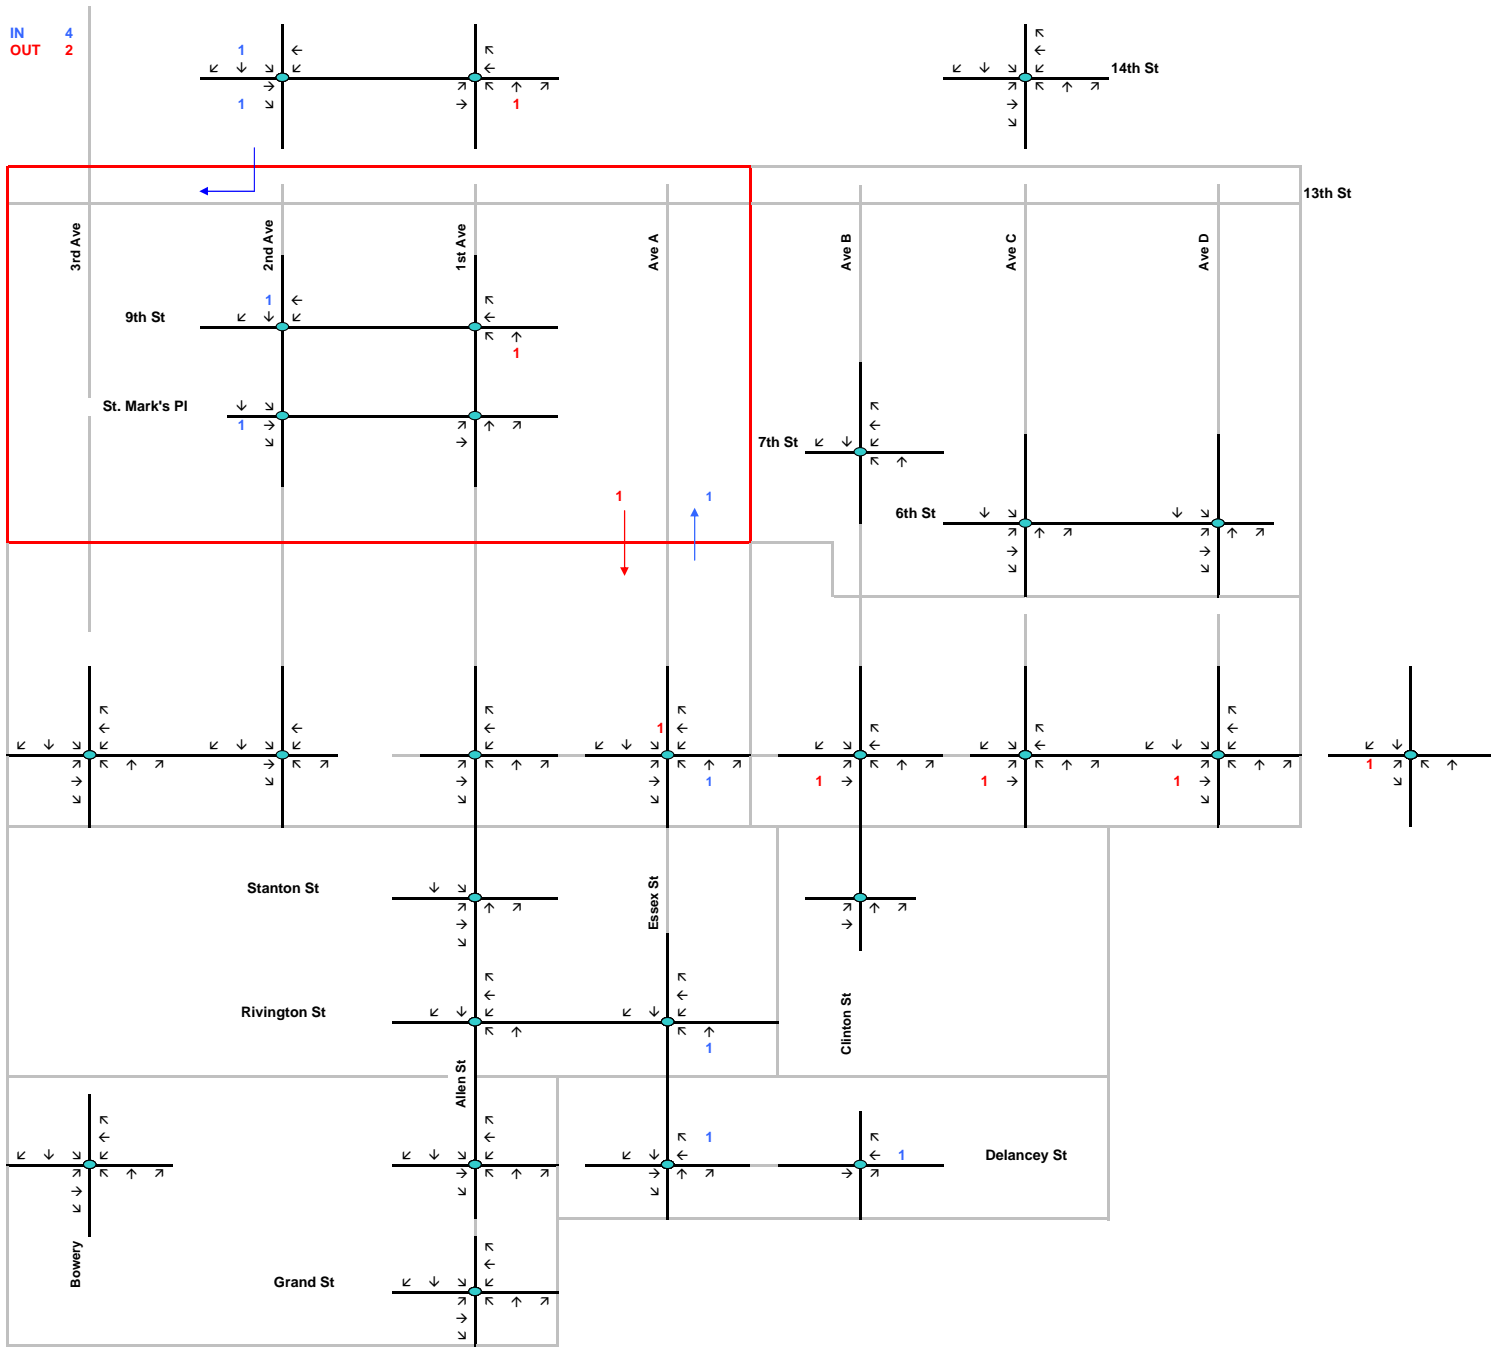 IN 4
OUT 2
1
1
1
14th St
13th St
3rd Ave
2nd Ave
1st Ave
Ave A
Ave B
Ave C
Ave D
1
9th St
1
St. Mark's Pl
1
7th St
1 1
6th St
1
1 1 1 1 1
Stanton St
Essex St
Rivington St
Clinton St
1
Allen St
1
1
Delancey St
Bowery
Grand St